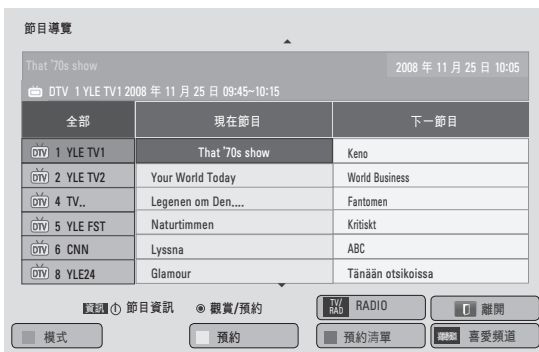 節目導覽
That '70s show 2008 年 11 月 25 日 10:05
DTV 1 YLE TV1 2008 年 11 月 25 日 09:45~10:15
全部 現在節目 下一節目
DTV 1 YLE TV1 That '70s show Keno
DTV 2 YLE TV2 Your World Today World Business
DTV 4 TV.. Legenen om Den.... Fantomen
DTV 5 YLE FST Naturtimmen Kritiskt
DTV 6 CNN Lyssna ABC
DTV 8 YLE24 Glamour Tänään otsikoissa
資訊 節目資訊 觀賞/預約 TV/RAD RADIO 離開
模式 預約 預約清單 喜愛頻道